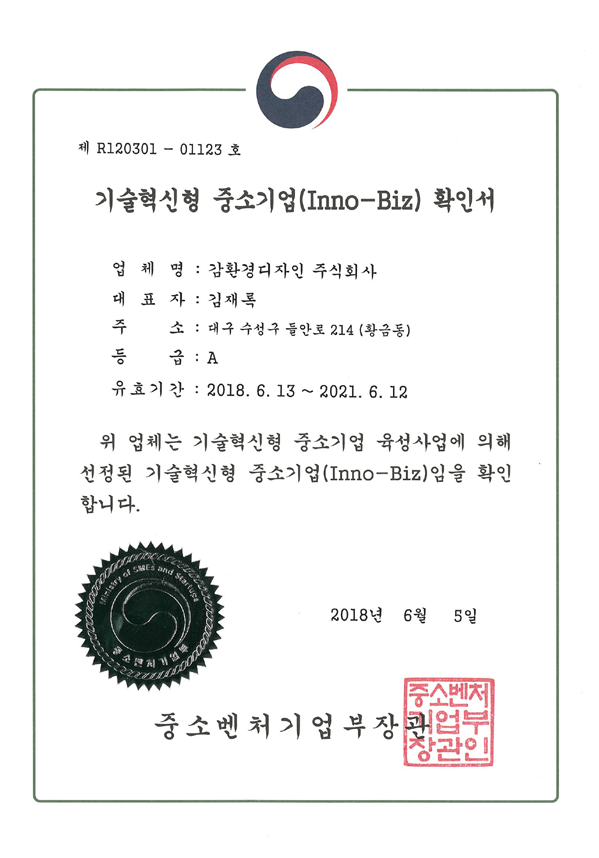 제 R120301 - 01123 호
기술혁신형 중소기업(Inno-Biz) 확인서
업 체 명 : 감환경디자인 주식회사
대 표 자 : 김재록
주 소 : 대구 수성구 들안로 214 (황금동)
등 급 : A
유효기간 : 2018. 6. 13 ~ 2021. 6. 12
위 업체는 기술혁신형 중소기업 육성사업에 의해
선정된 기술혁신형 중소기업(Inno-Biz)임을 확인
합니다.
Ministry of SMEs and Startups
중소벤처기업부
2018년 6월 5일
중소벤처기업부장관
중소벤처
기업부
장관인